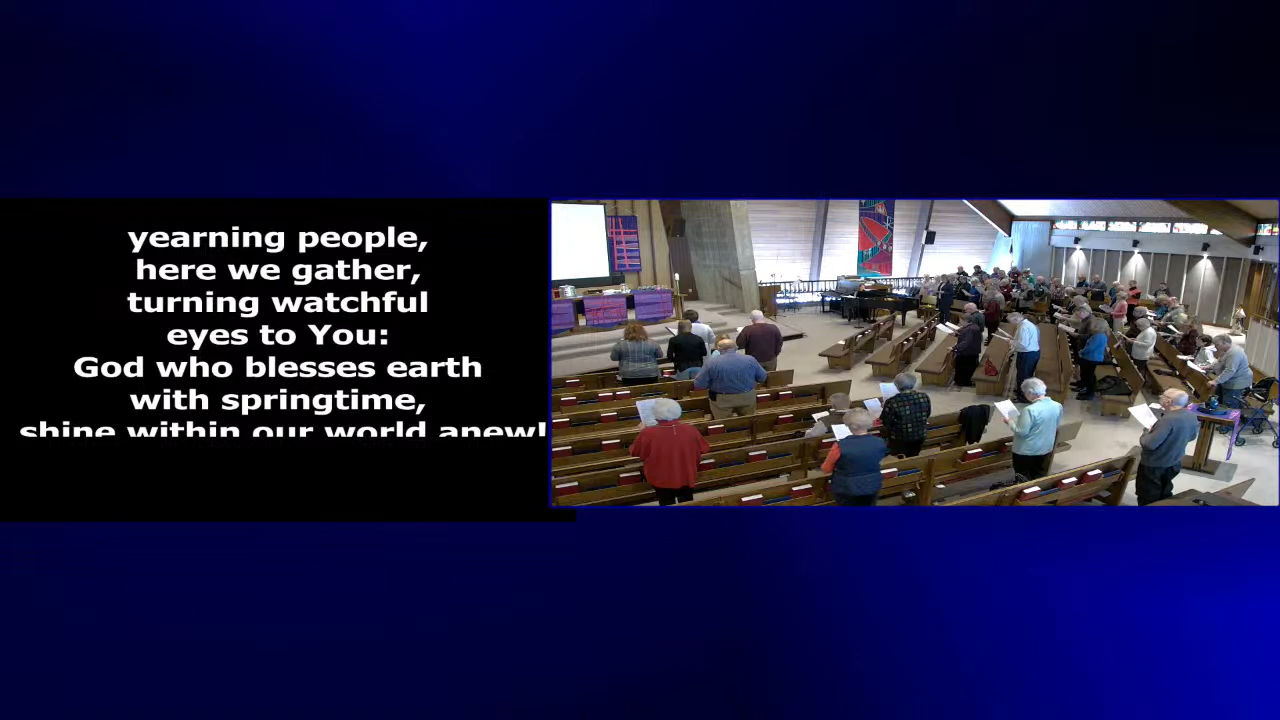 yearning people,
here we gather,
turning watchful
eyes to You:
God who blesses earth
with springtime,
shine within our world anew!